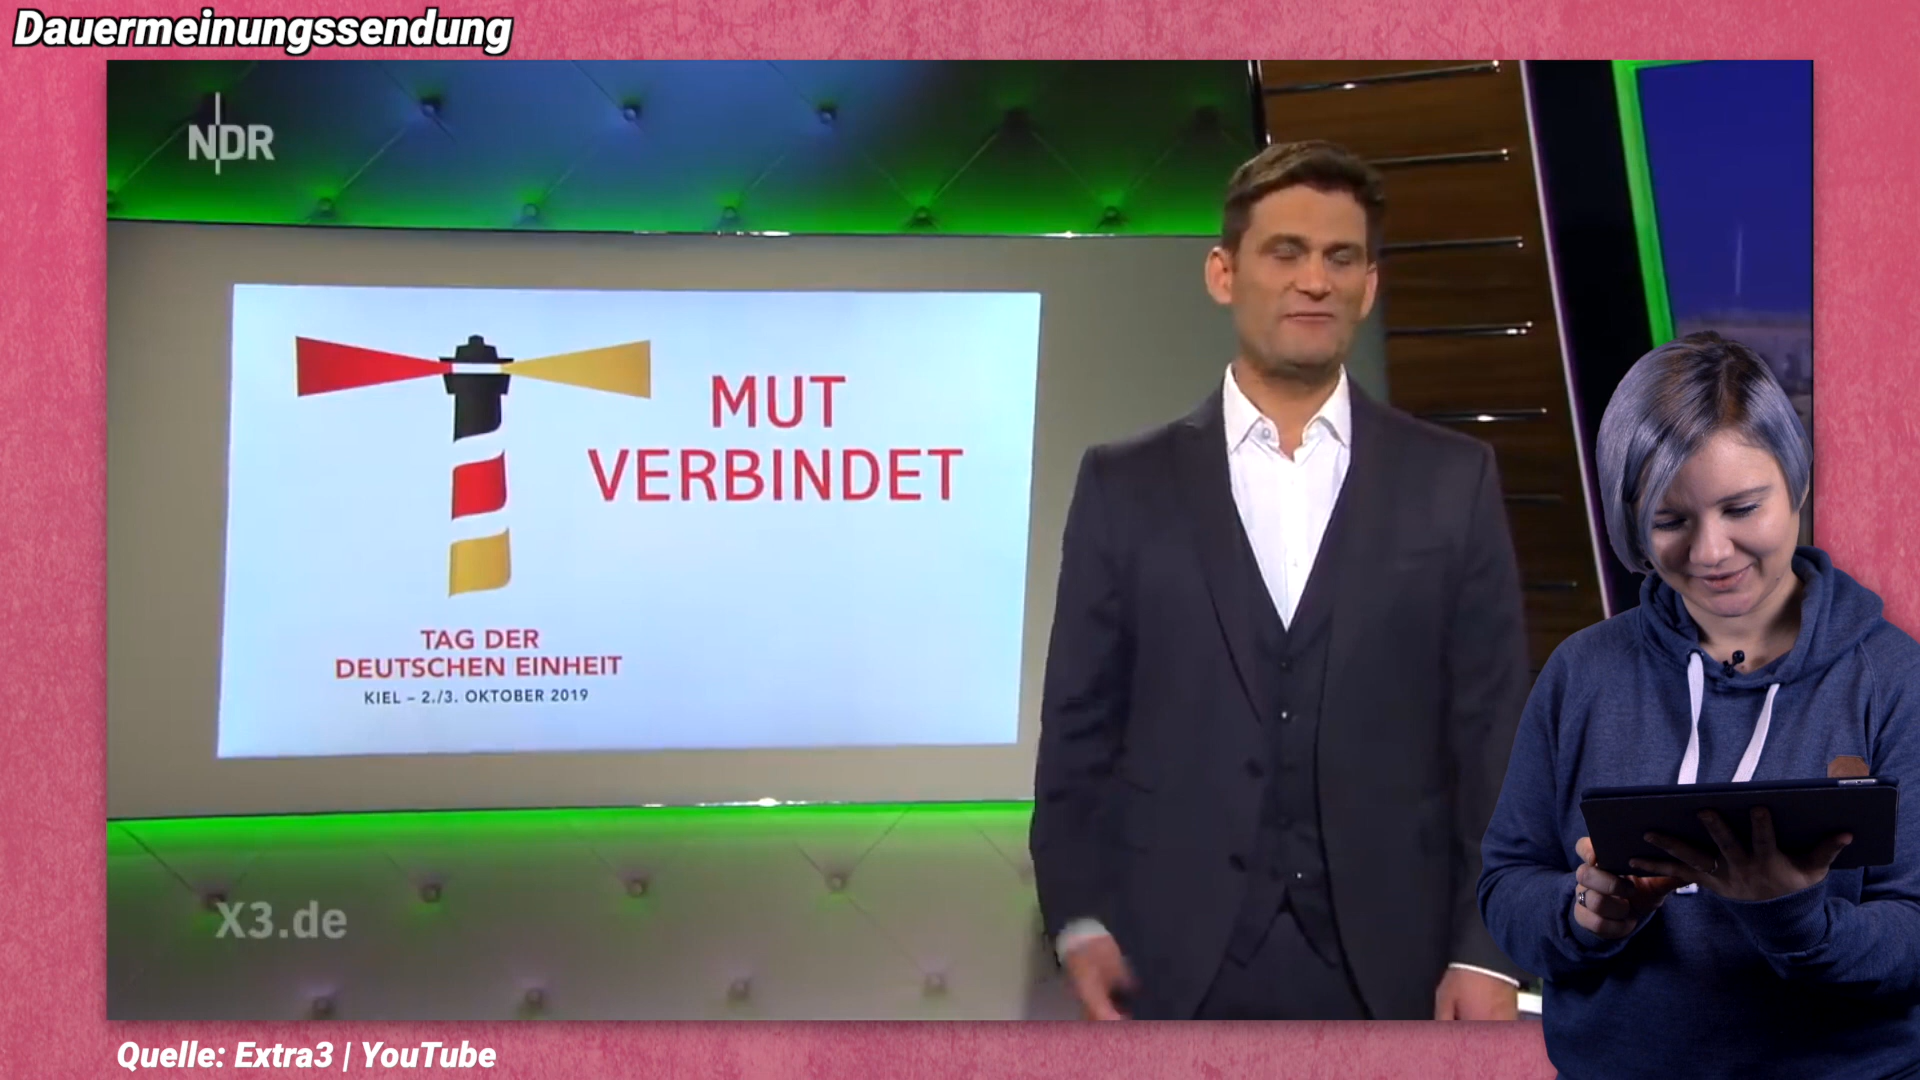 Dauermeinungssendung
NDR
MUT
VERBINDET
TAG DER
DEUTSCHEN EINHEIT
KIEL – 2./3. OKTOBER 2019
X3.de
Quelle: Extra3 | YouTube